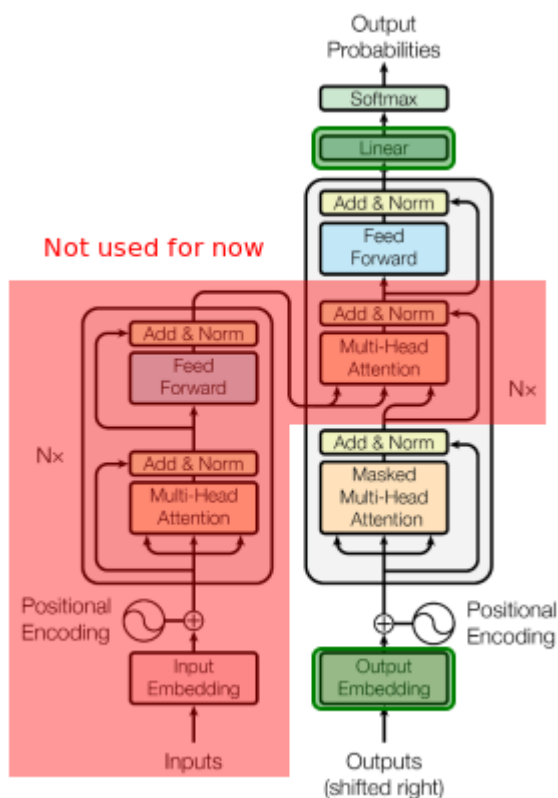 Output
Probabilities
Softmax
Linear
Add & Norm
Feed
Forward
Add & Norm
Multi-Head
Attention
Nx
Add & Norm
Masked
Multi-Head
Attention
Positional
Encoding
Output
Embedding
Outputs
(shifted right)
Not used for now
Add & Norm
Feed
Forward
Nx
Add & Norm
Multi-Head
Attention
Positional
Encoding
Input
Embedding
Inputs